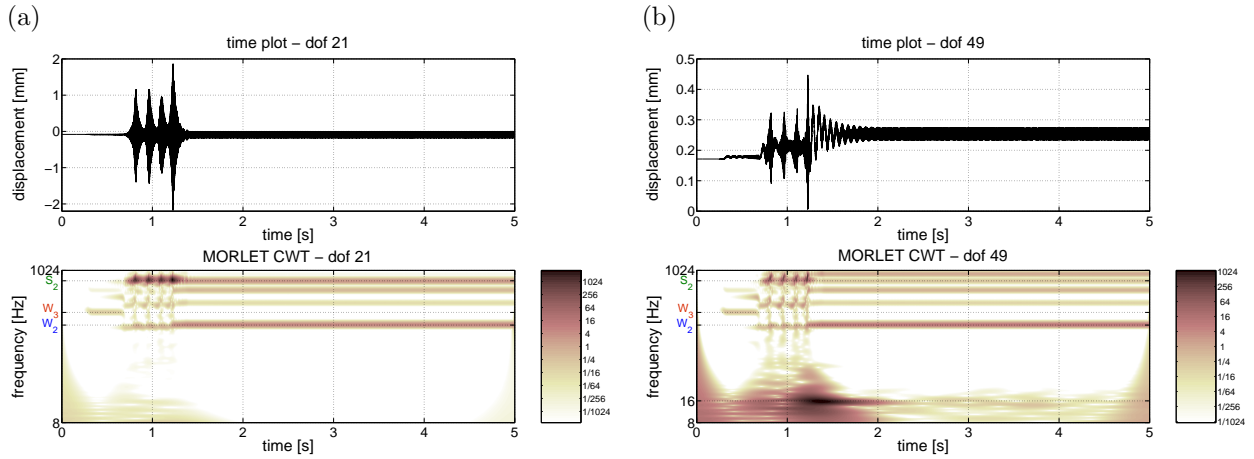 (a)
time plot – dof 21
displacement [mm]
2
1
0
−1
−2
0 1 2 3 4 5
time [s]
MORLET CWT – dof 21
frequency [Hz]
1024
S2
W3
W2
8
0 1 2 3 4 5
time [s]
1024
256
64
16
4
1
1/4
1/16
1/64
1/256
1/1024
(b)
time plot – dof 49
displacement [mm]
0.5
0.4
0.3
0.2
0.1
0
0 1 2 3 4 5
time [s]
MORLET CWT – dof 49
frequency [Hz]
1024
S2
W3
W2
16
8
0 1 2 3 4 5
time [s]
1024
256
64
16
4
1
1/4
1/16
1/64
1/256
1/1024